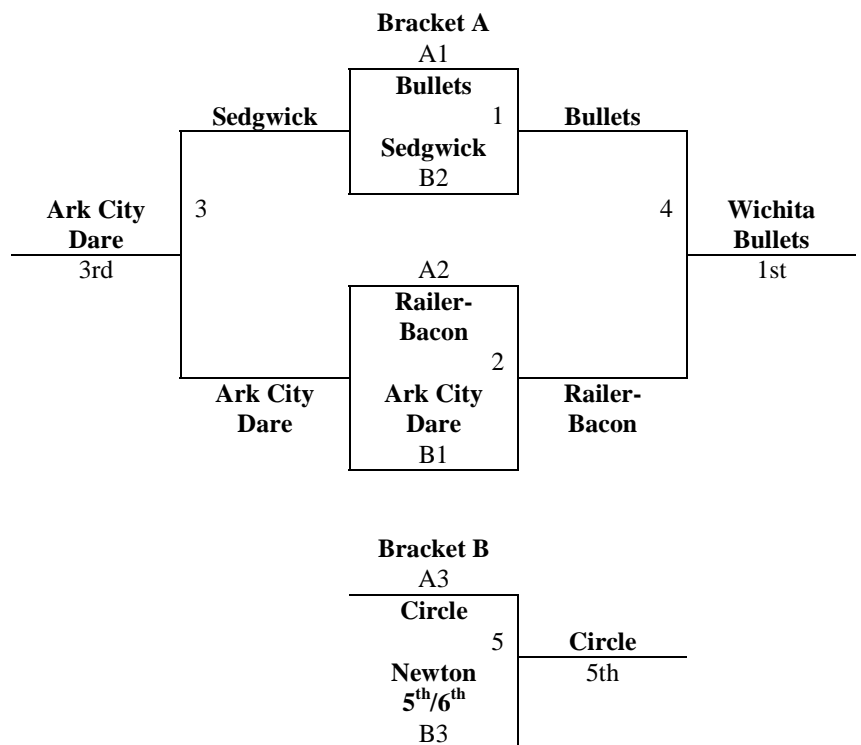 Bracket A
A1
Bullets
1
Sedgwick
Bullets
Sedgwick
B2
3
4
Ark City
Dare
3rd
Wichita
Bullets
1st
A2
Railer-
Bacon
2
Ark City
Dare
Ark City
Dare
B1
Railer-
Bacon
Bracket B
A3
Circle
5
Circle
5th
Newton
5th/6th
B3